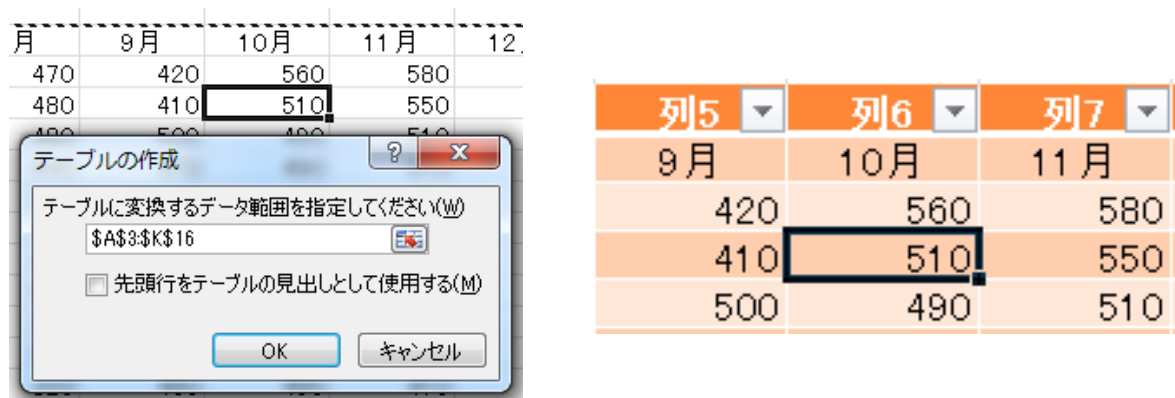 月 9月 10月 11月 12
470 420 560 580
480 410 510 550
テーブルの作成
テーブルに変換するデータ範囲を指定してください(W)
$A$3:$K$16
先頭行をテーブルの見出しとして使用する(M)
OK キャンセル
列5 列6 列7
9月 10月 11月
420 560 580
410 510 550
500 490 510